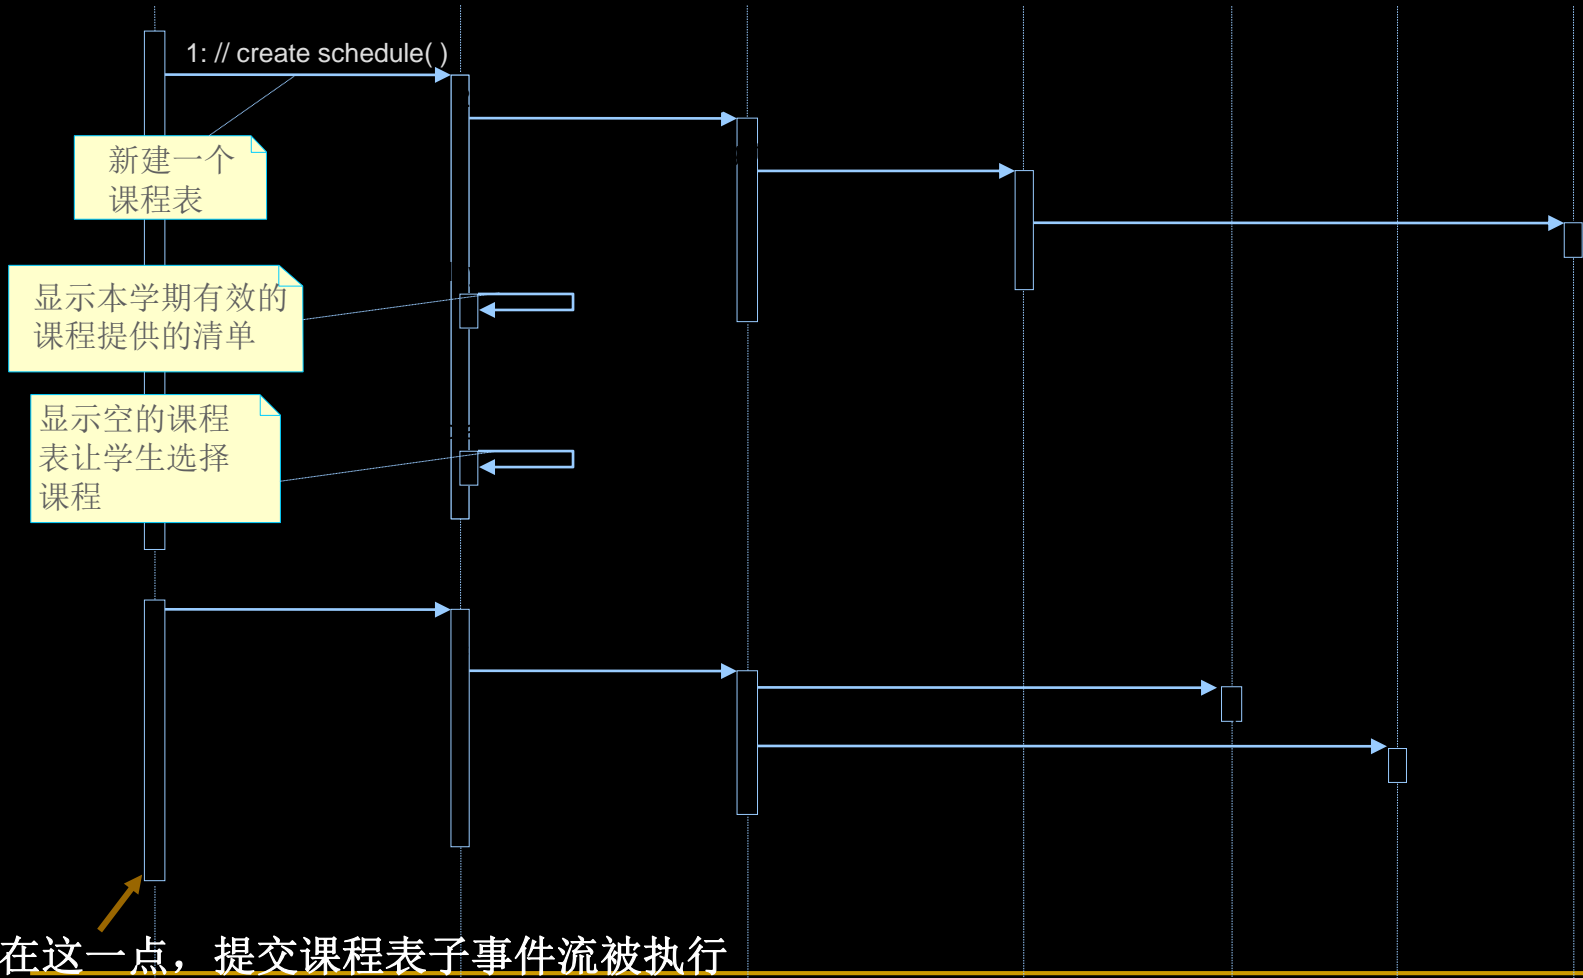 1: // create schedule( )
新建一个
课程表
显示本学期有效的
课程提供的清单
显示空的课程
表让学生选择
课程
在这一点，提交课程表子事件流被执行